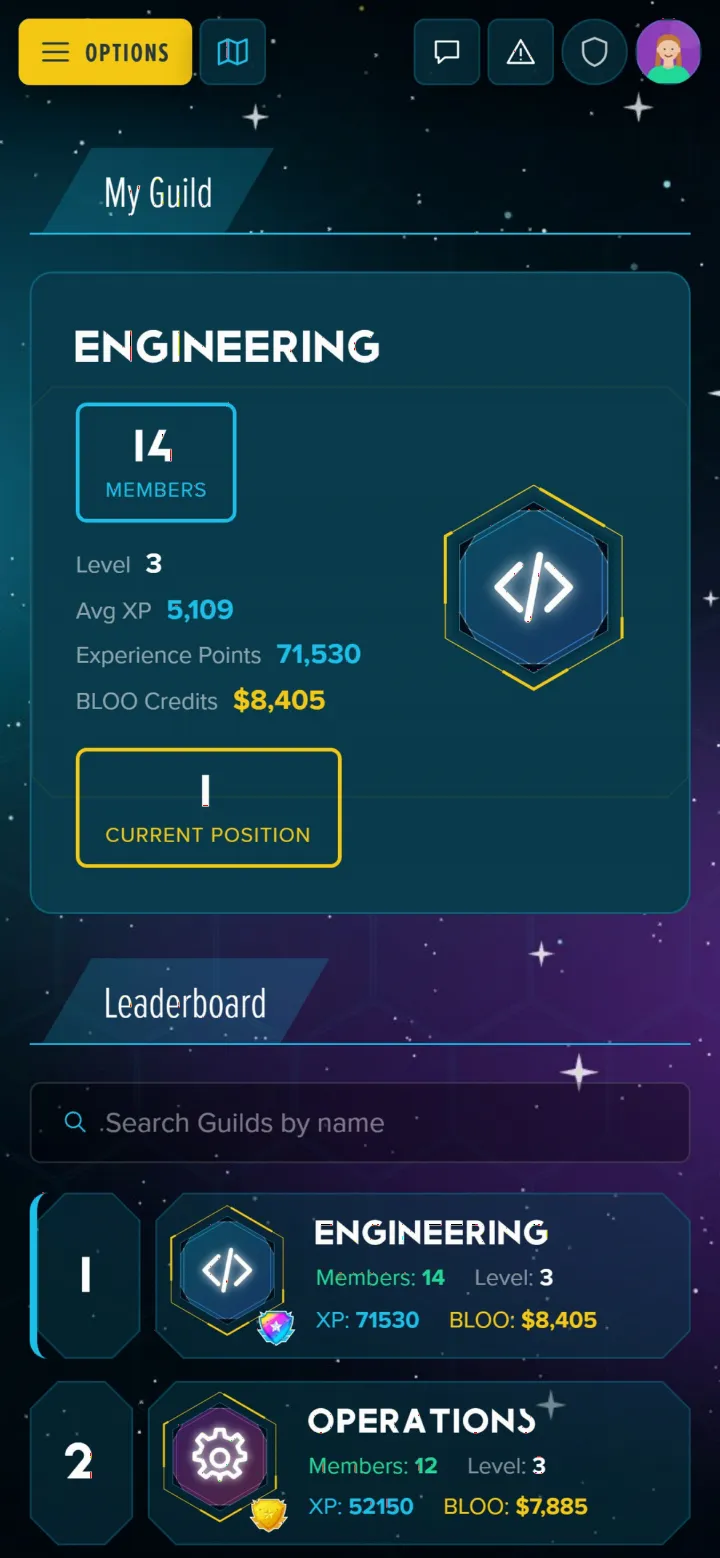 OPTIONS
My Guild
ENGINEERING
14
MEMBERS
Level 3
Avg XP 5,109
Experience Points 71,530
BLOO Credits $8,405
1
CURRENT POSITION
Leaderboard
Search Guilds by name
1
ENGINEERING
Members: 14 Level: 3
XP: 71530 BLOO: $8,405
2
OPERATIONS
Members: 12 Level: 3
XP: 52150 BLOO: $7,885